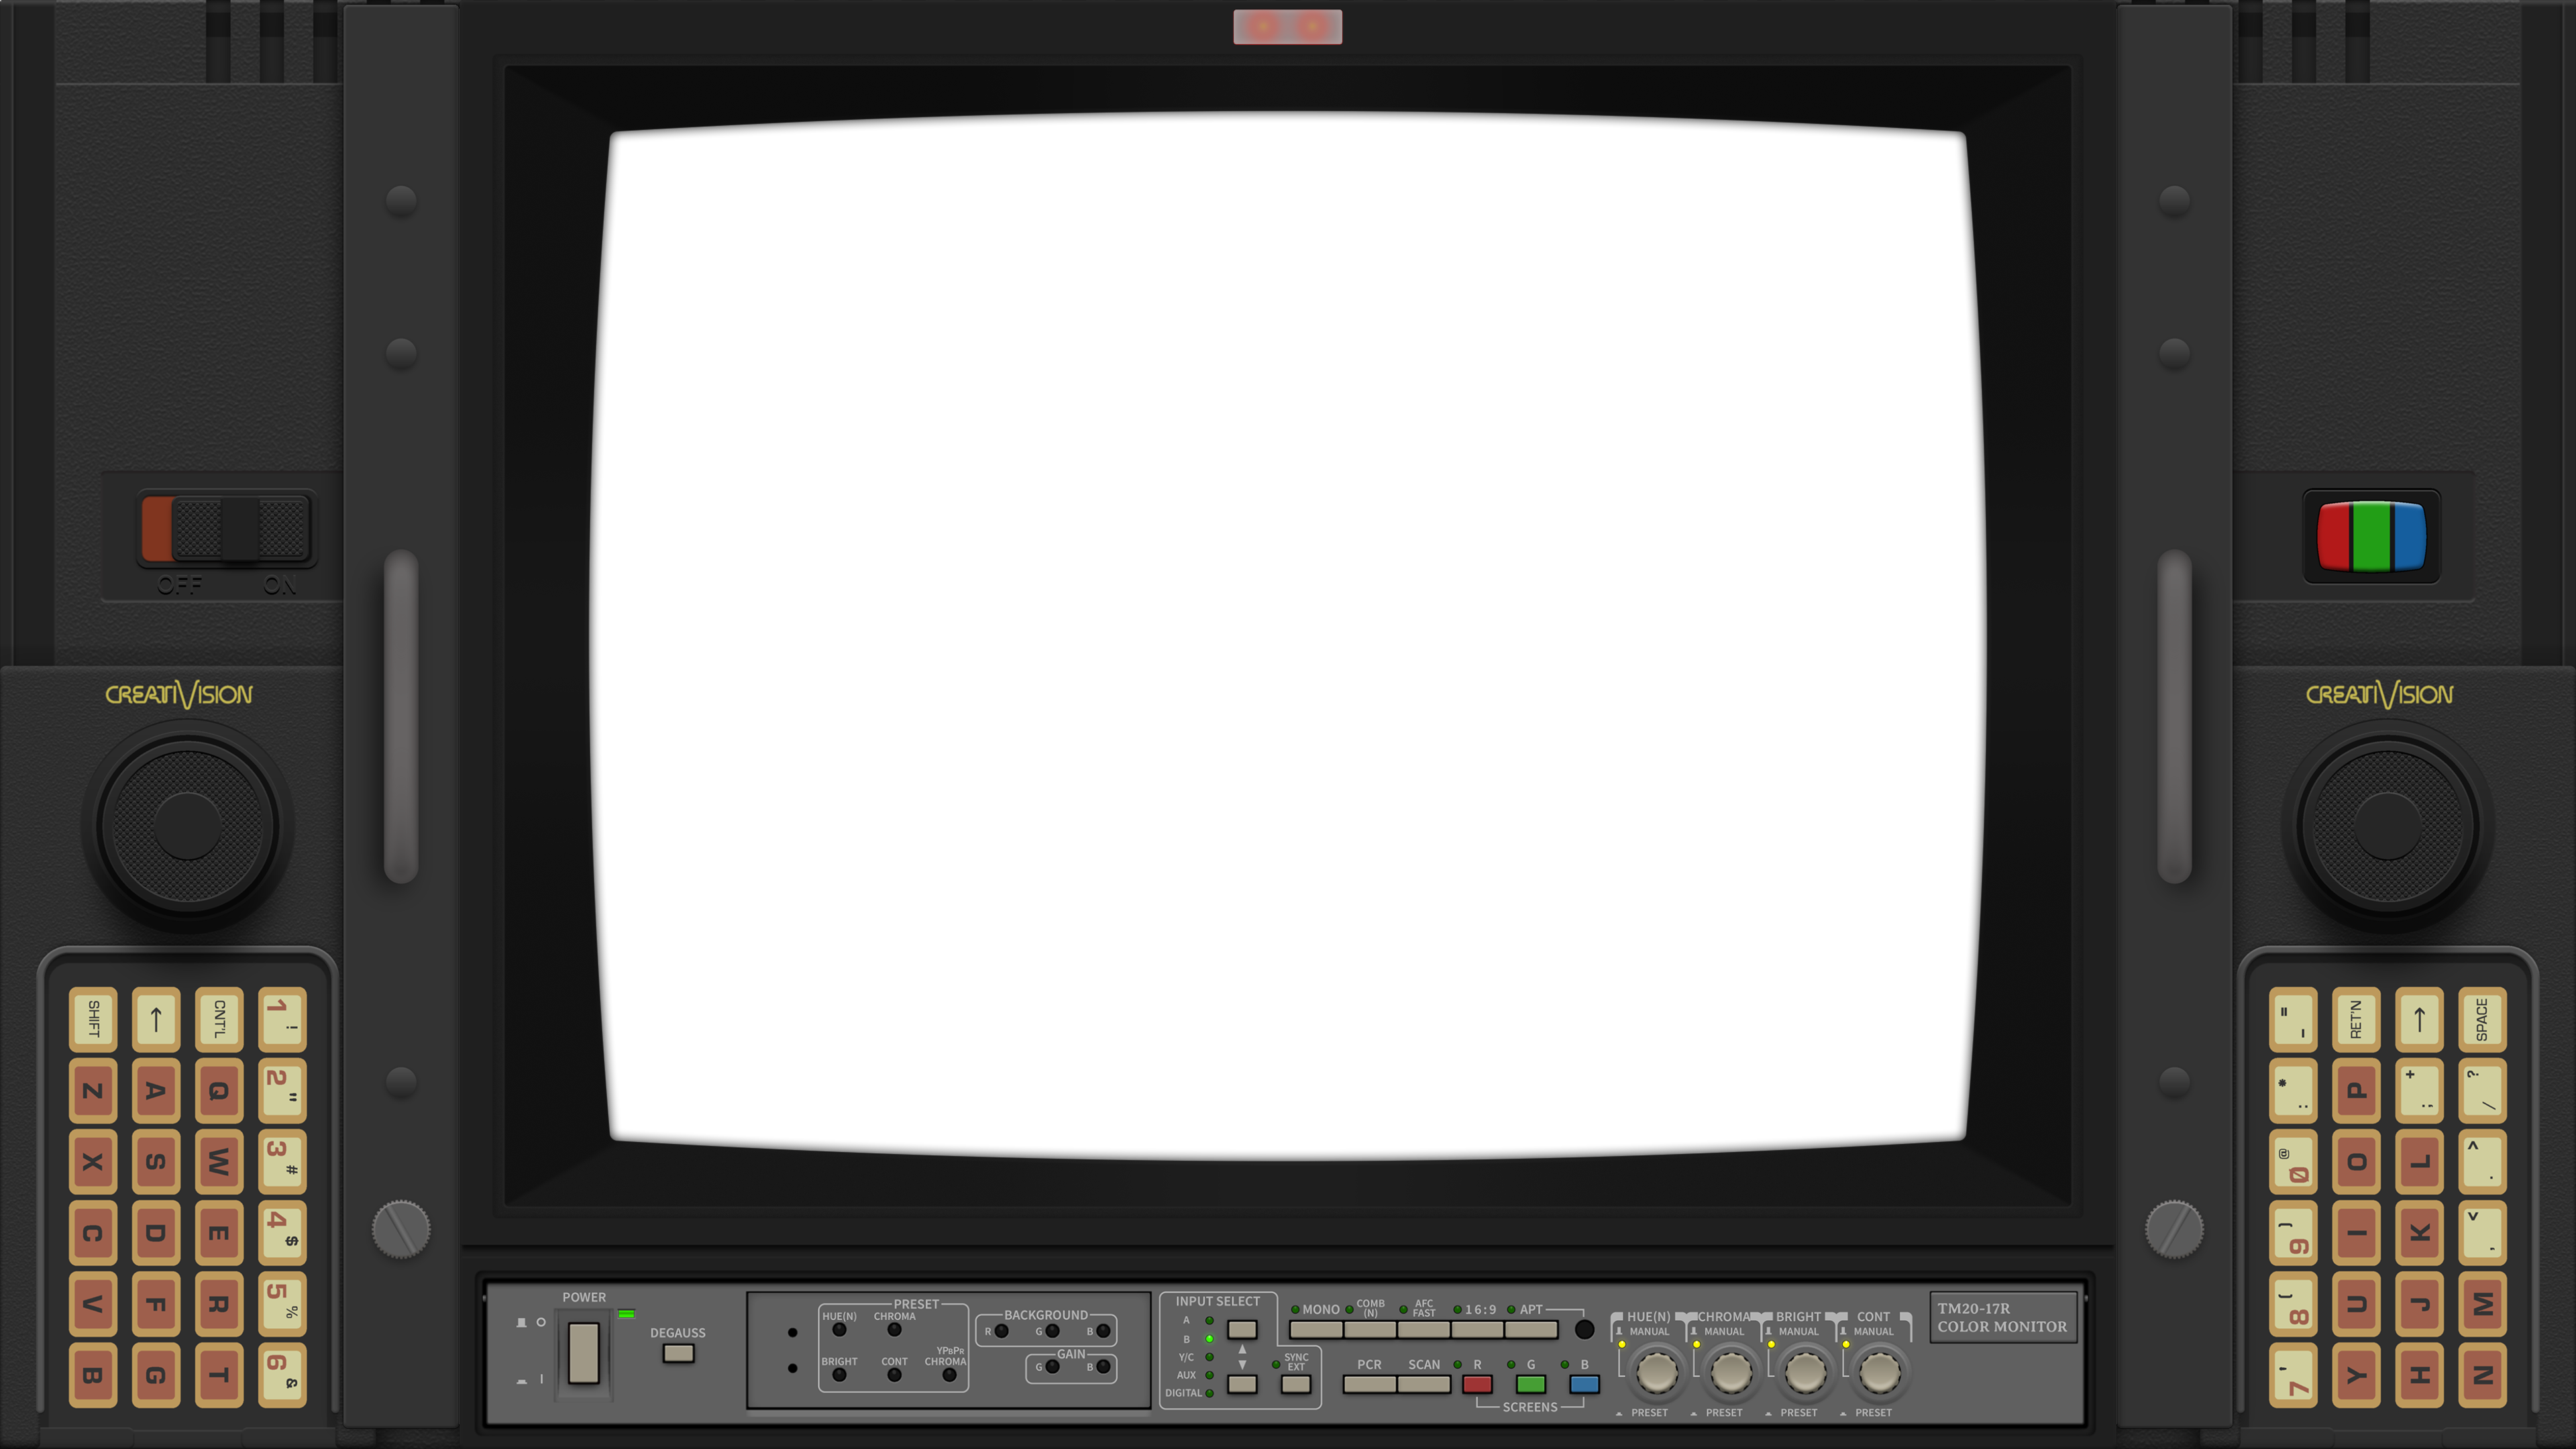 OFF ON
CREATIVISION
CREATIVISION
SHIFT ← CNT'L 1 !
Z A Q 2 "
X S W 3 #
C D E 4 $
V F R 5 %
B G T 6 &
= - RET'N → SPACE
* : P + ; ? /
@ 0 O L > .
) 9 I K < ,
( 8 U J M
' 7 Y H N
POWER
DEGAUSS
PRESET
HUE(N) CHROMA
BRIGHT CONT YPBPR CHROMA
BACKGROUND
R G B
GAIN
G B
INPUT SELECT
A
B
Y/C
AUX
DIGITAL
SYNC EXT
MONO COMB (N) AFC FAST 16:9 APT
PCR SCAN R G B
SCREENS
HUE(N) CHROMA BRIGHT CONT
MANUAL MANUAL MANUAL MANUAL
PRESET PRESET PRESET PRESET
TM20-17R
COLOR MONITOR